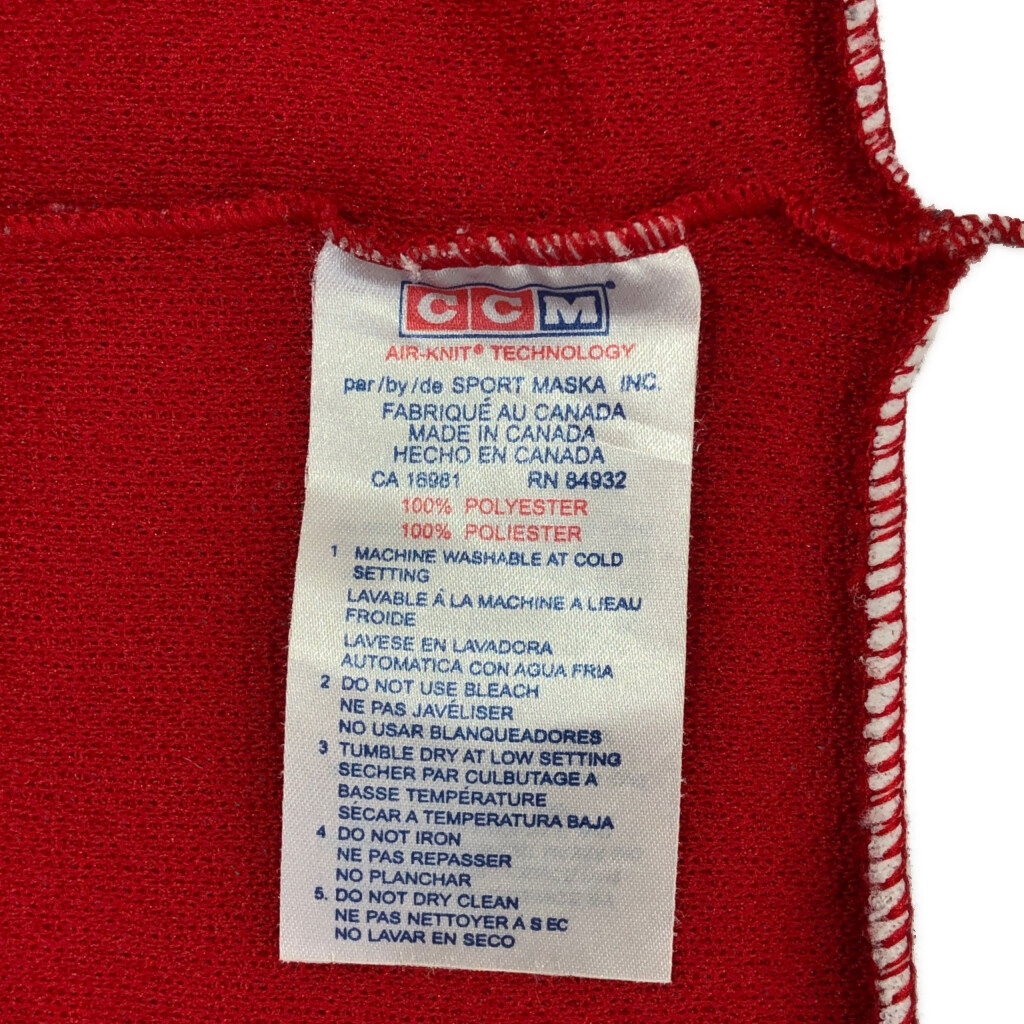 CCM
AIR-KNIT® TECHNOLOGY
par/by/de SPORT MASKA INC.
FABRIQUÉ AU CANADA
MADE IN CANADA
HECHO EN CANADA
CA 16981 RN 84932
100% POLYESTER
100% POLIESTER
1 MACHINE WASHABLE AT COLD
SETTING
LAVABLE Á LA MACHINE A L'EAU
FROIDE
LAVESE EN LAVADORA
AUTOMATICA CON AGUA FRIA
2 DO NOT USE BLEACH
NE PAS JAVÉLISER
NO USAR BLANQUEADORES
3 TUMBLE DRY AT LOW SETTING
SECHER PAR CULBUTAGE A
BASSE TEMPÉRATURE
SÉCAR A TEMPERATURA BAJA
4 DO NOT IRON
NE PAS REPASSER
NO PLANCHAR
5. DO NOT DRY CLEAN
NE PAS NETTOYER A SEC
NO LAVAR EN SECO